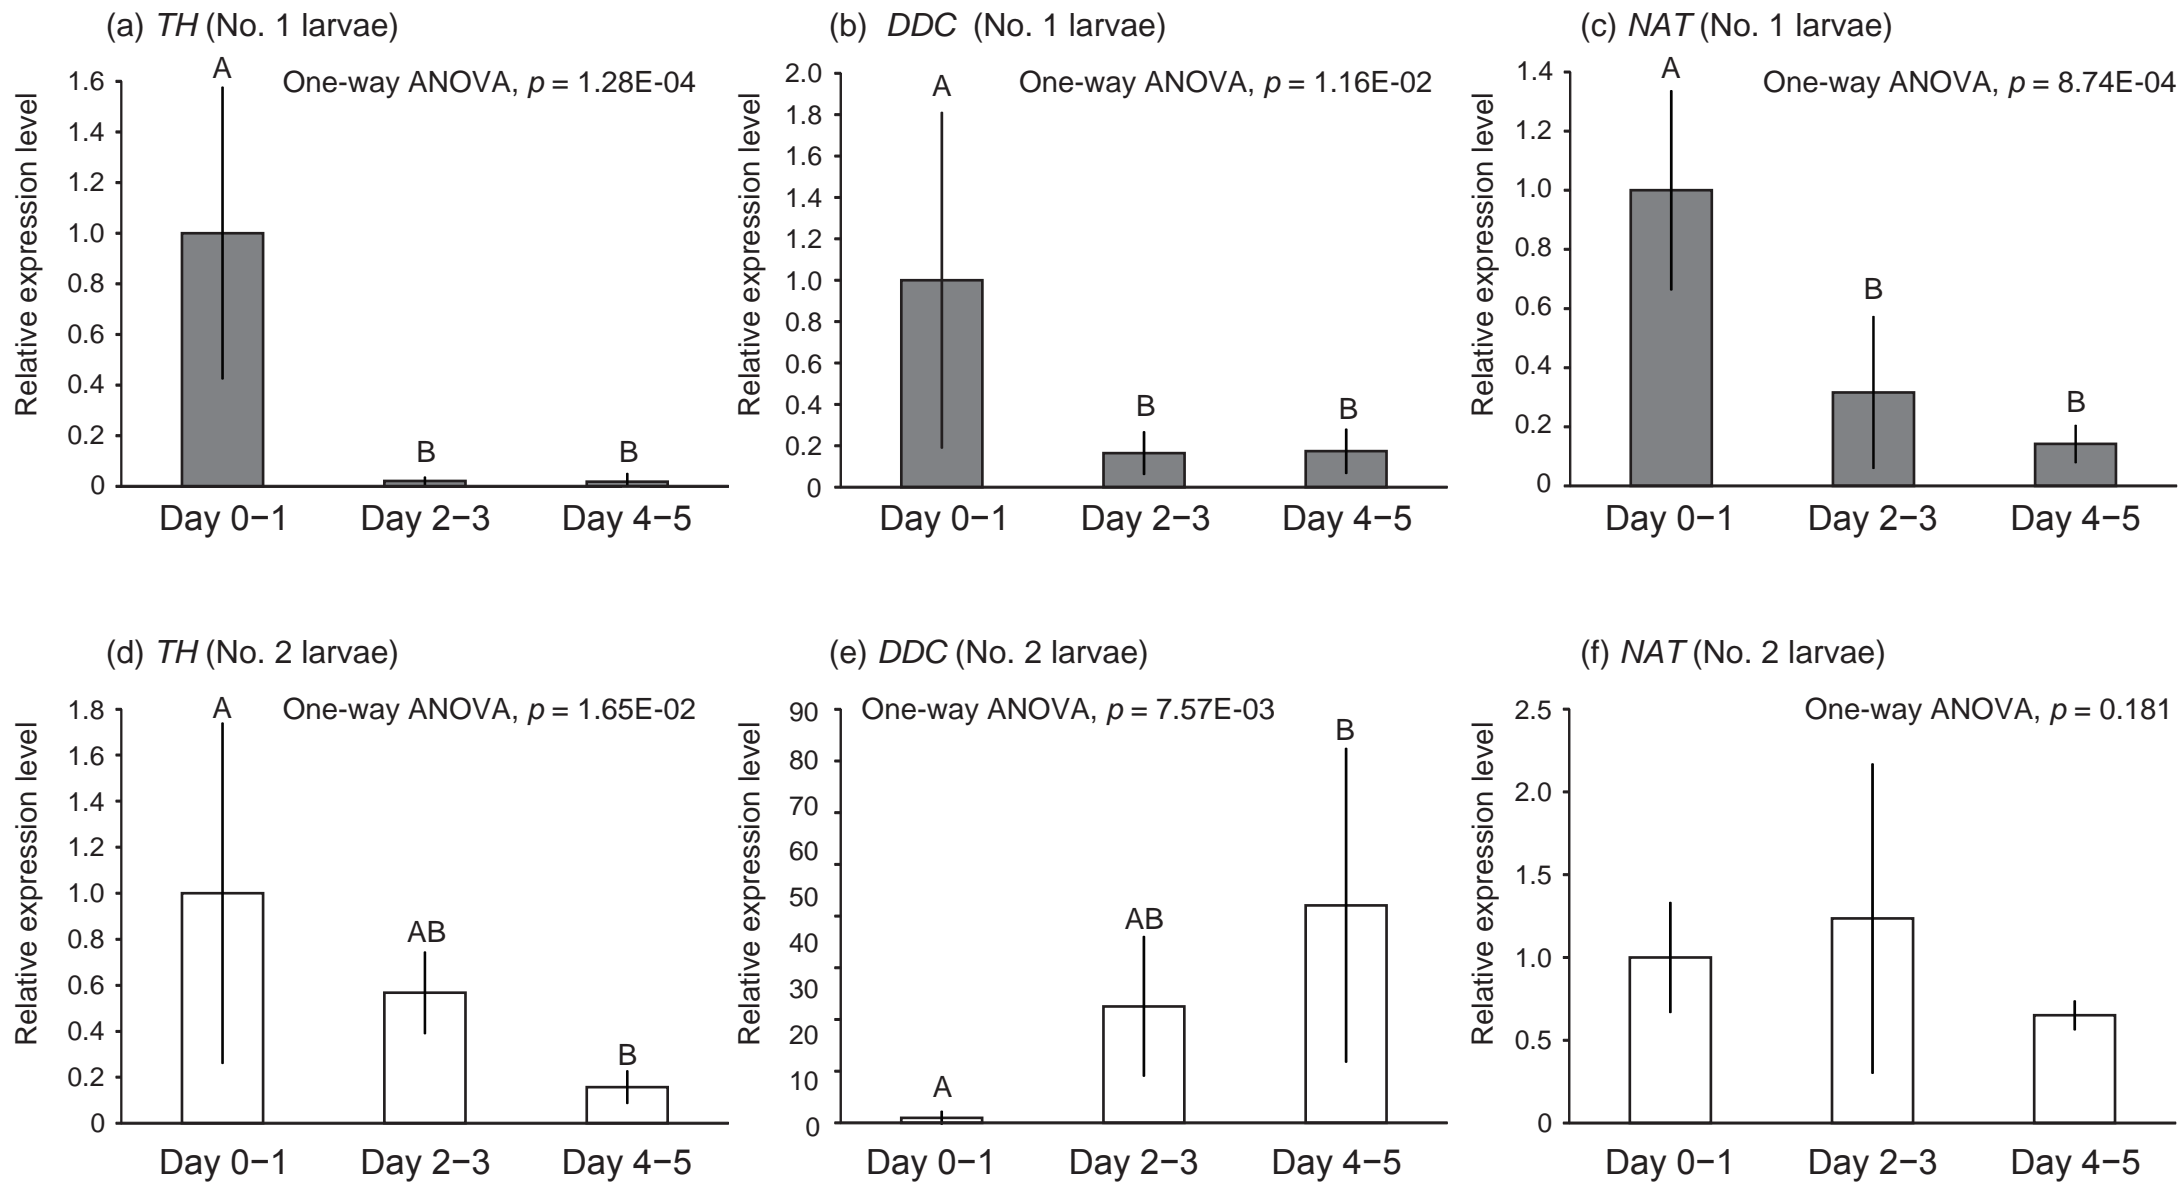 (a) TH (No. 1 larvae)
One-way ANOVA, p = 1.28E-04
Relative expression level
1.6
1.4
1.2
1.0
0.8
0.6
0.4
0.2
0
A
B
B
Day 0−1
Day 2−3
Day 4−5
(b) DDC (No. 1 larvae)
One-way ANOVA, p = 1.16E-02
Relative expression level
2.0
1.8
1.6
1.4
1.2
1.0
0.8
0.6
0.4
0.2
0
A
B
B
Day 0−1
Day 2−3
Day 4−5
(c) NAT (No. 1 larvae)
One-way ANOVA, p = 8.74E-04
Relative expression level
1.4
1.2
1.0
0.8
0.6
0.4
0.2
0
A
B
B
Day 0−1
Day 2−3
Day 4−5
(d) TH (No. 2 larvae)
One-way ANOVA, p = 1.65E-02
Relative expression level
1.8
1.6
1.4
1.2
1.0
0.8
0.6
0.4
0.2
0
A
AB
B
Day 0−1
Day 2−3
Day 4−5
(e) DDC (No. 2 larvae)
One-way ANOVA, p = 7.57E-03
Relative expression level
90
80
70
60
50
40
30
20
10
0
A
AB
B
Day 0−1
Day 2−3
Day 4−5
(f) NAT (No. 2 larvae)
One-way ANOVA, p = 0.181
Relative expression level
2.5
2.0
1.5
1.0
0.5
0
Day 0−1
Day 2−3
Day 4−5